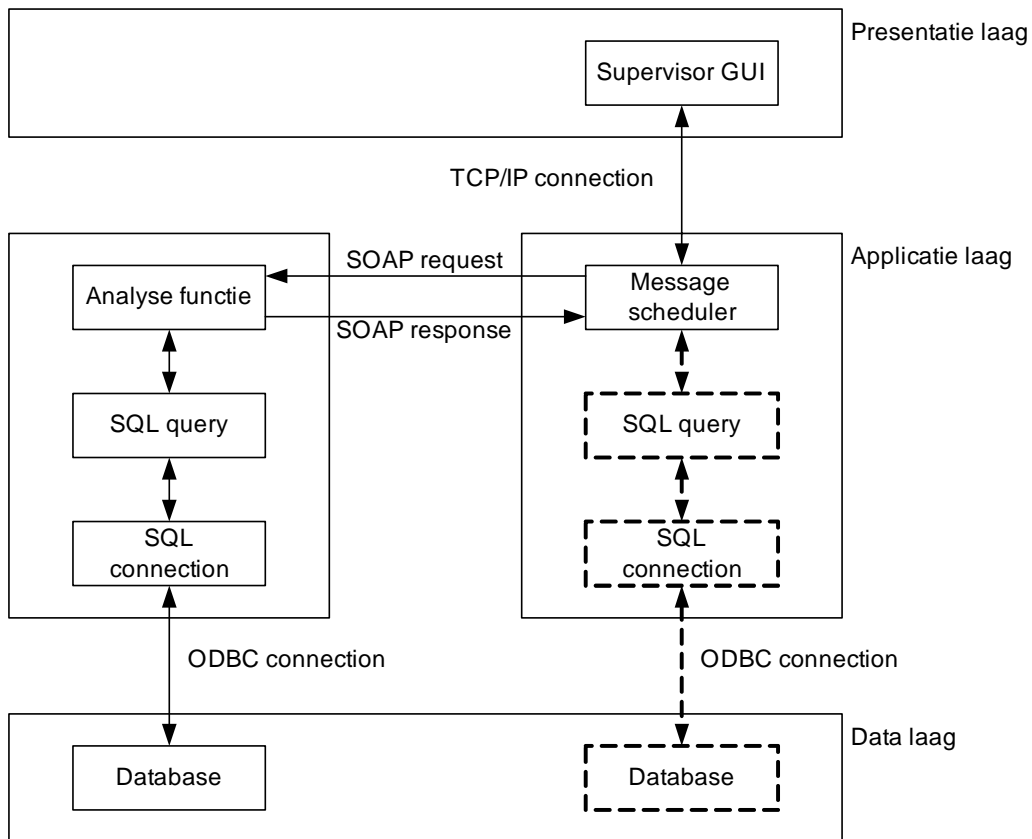 Presentatie laag
Supervisor GUI
TCP/IP connection
Applicatie laag
SOAP request
Analyse functie
Message
scheduler
SOAP response
SQL query
SQL query
SQL
connection
SQL
connection
ODBC connection
ODBC connection
Data laag
Database
Database